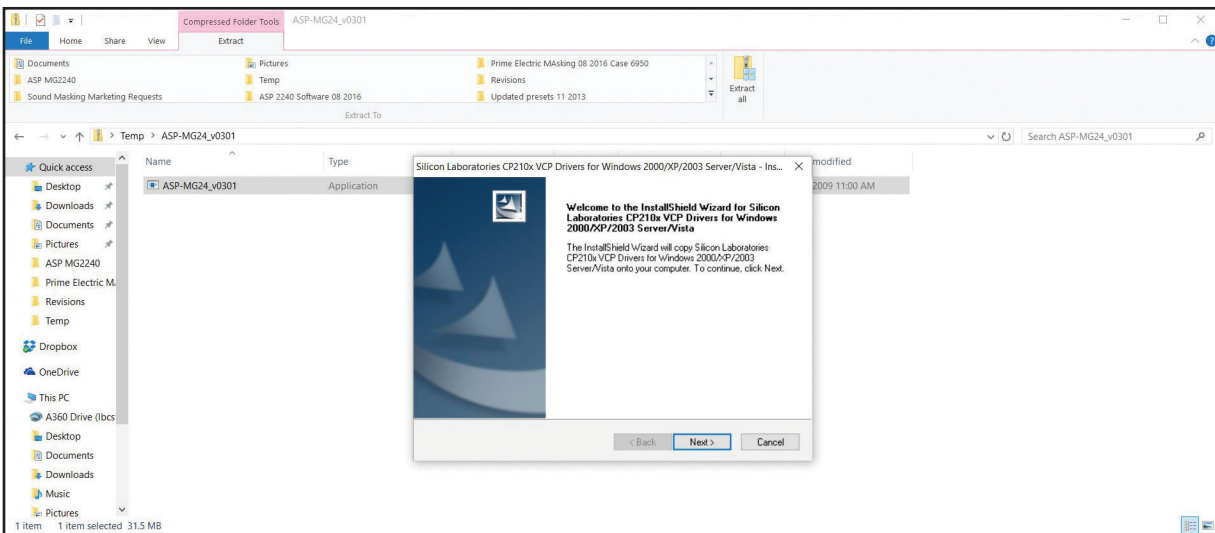 Compressed Folder Tools
ASP-MG24_v0301
File
Home
Share
View
Extract
Documents
Pictures
Prime Electric MAsking 08 2016 Case 6950
ASP MG2240
Temp
Revisions
Sound Masking Marketing Requests
ASP 2240 Software 08 2016
Updated presets 11 2013
Extract all
Extract To
> Temp > ASP-MG24_v0301
Search ASP-MG24_v0301
Quick access
Desktop
Downloads
Documents
Pictures
ASP MG2240
Prime Electric M
Revisions
Temp
Dropbox
OneDrive
This PC
A360 Drive (lbcs
Desktop
Documents
Downloads
Music
Pictures
Name
Type
modified
ASP-MG24_v0301
Application
2009 11:00 AM
Silicon Laboratories CP210x VCP Drivers for Windows 2000/XP/2003 Server/Vista - Ins...
Welcome to the InstallShield Wizard for Silicon
Laboratories CP210x VCP Drivers for Windows
2000/XP/2003 Server/Vista
The InstallShield Wizard will copy Silicon Laboratories
CP210x VCP Drivers for Windows 2000/XP/2003
Server/Vista onto your computer. To continue, click Next.
< Back
Next >
Cancel
1 item
1 item selected 31.5 MB